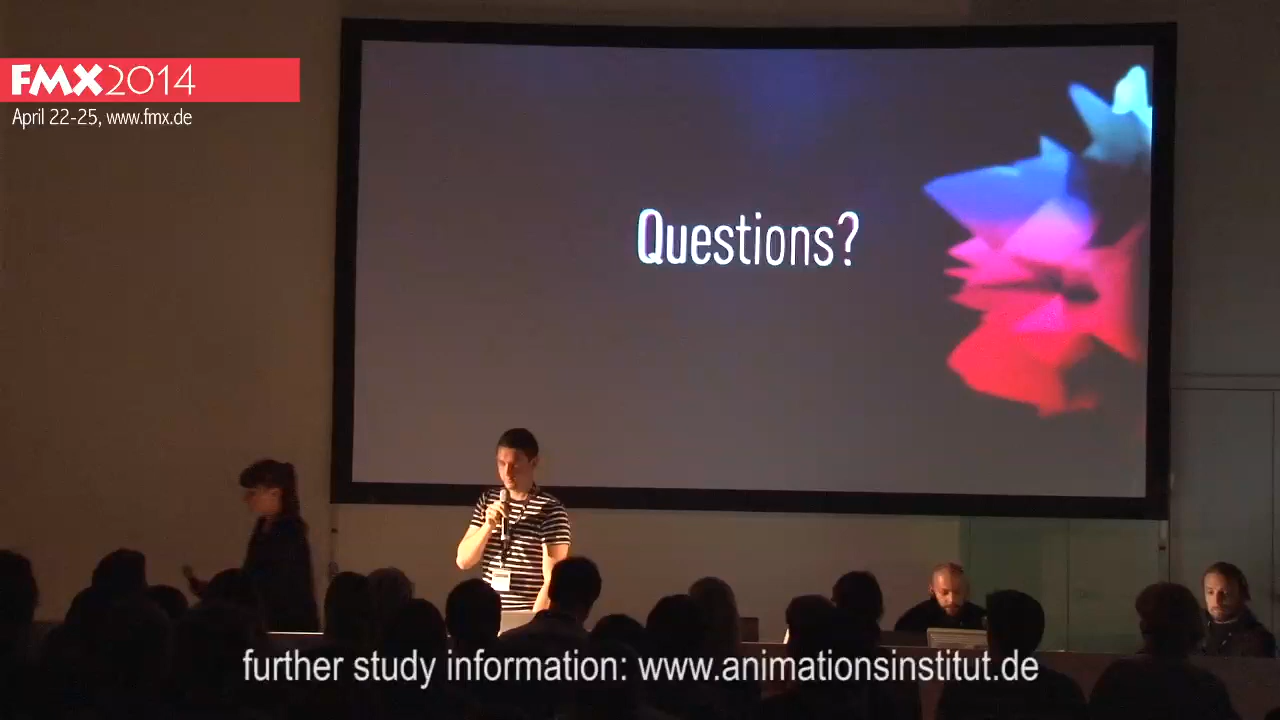 FMX2014
April 22-25, www.fmx.de
Questions?
further study information: www.animationsinstitut.de